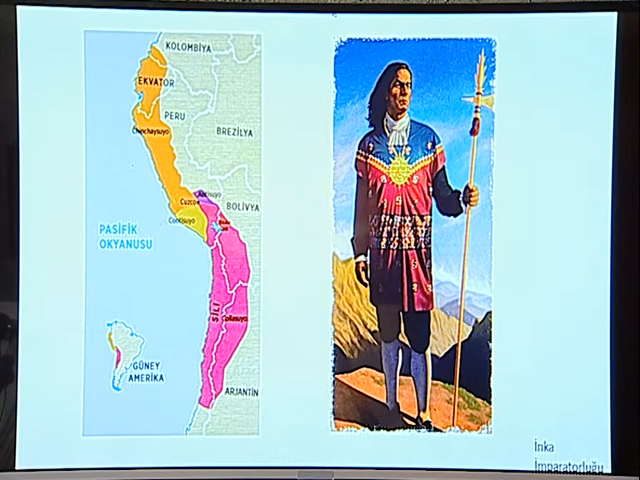 KOLOMBİYA
EKVATOR
PERU
Chinchaysuyo
BREZİLYA
Antisuyo
Cuzco
BOLİVYA
Contisuyo
PASİFİK
OKYANUSU
ŞİLİ
Collasuyo
GÜNEY
AMERİKA
ARJANTİN
İnka
İmparatorluğu